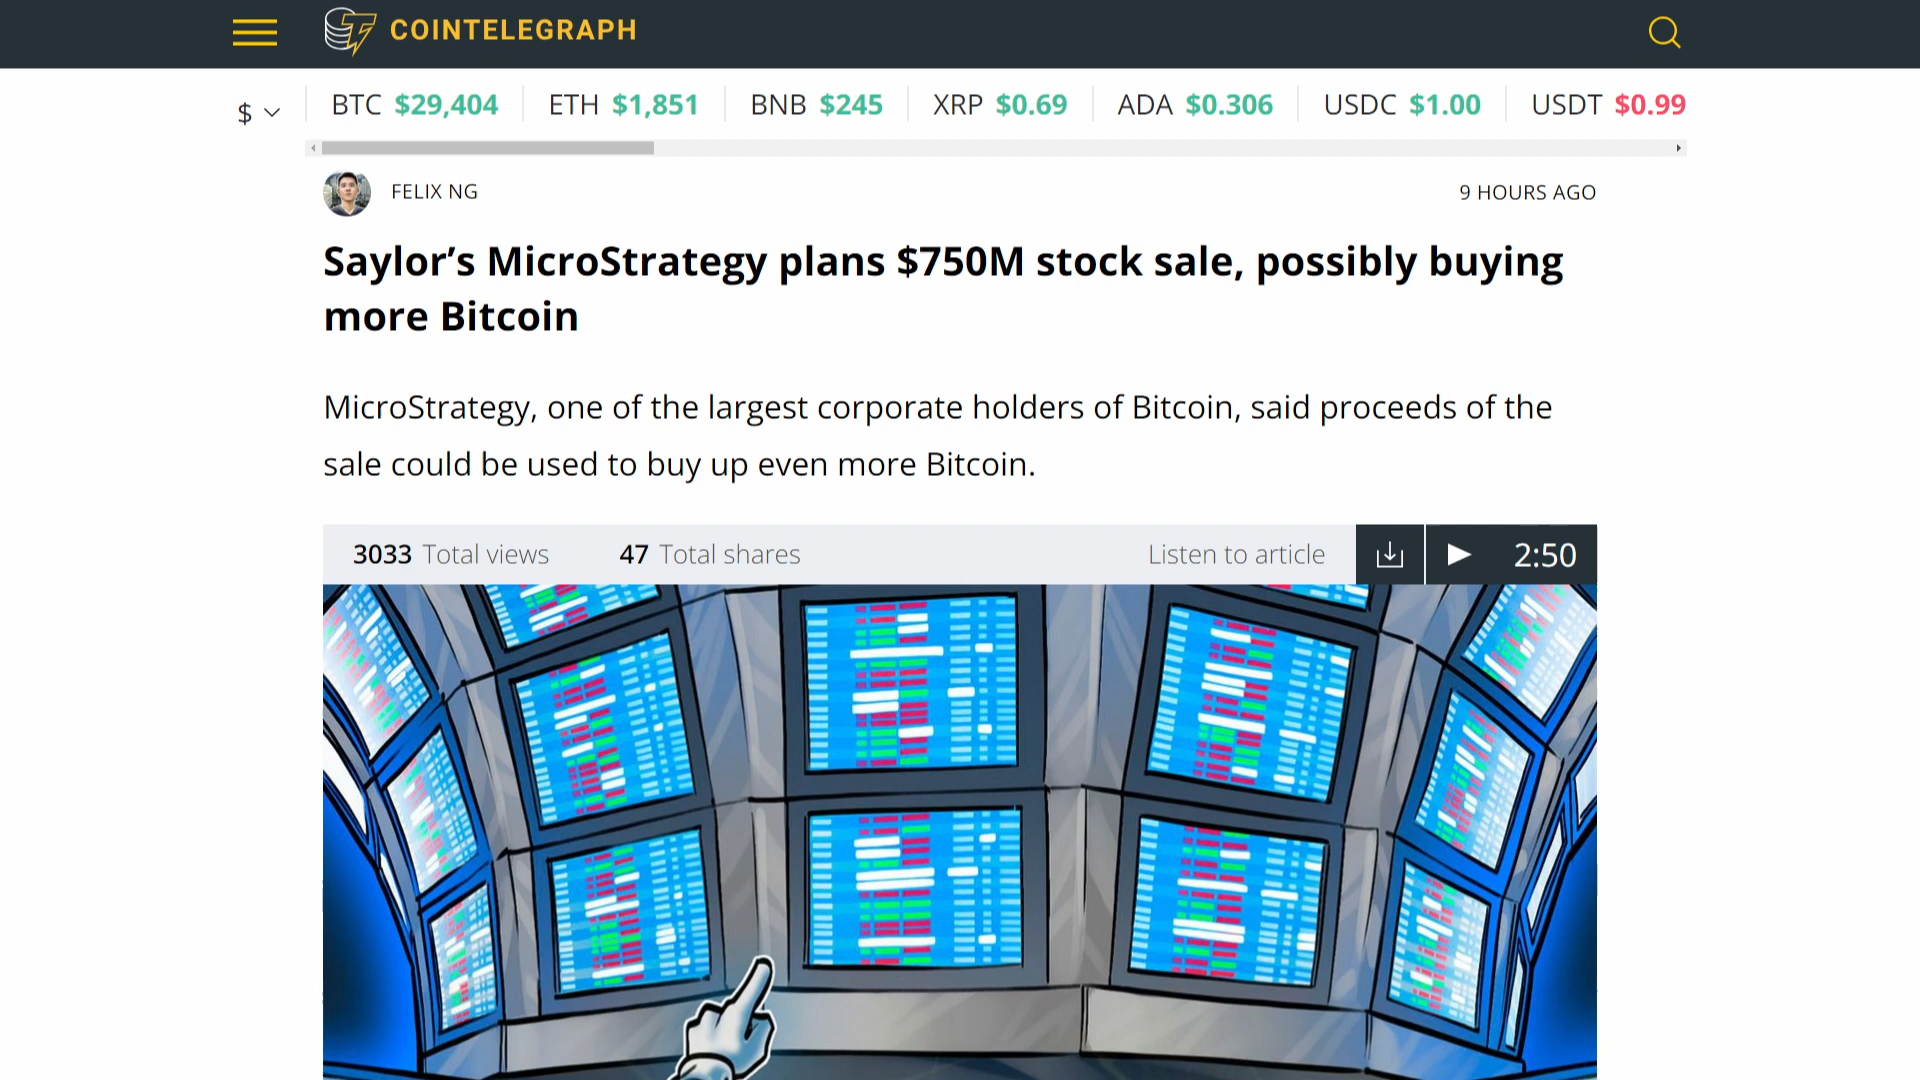 COINTELEGRAPH
$ BTC $29,404 ETH $1,851 BNB $245 XRP $0.69 ADA $0.306 USDC $1.00 USDT $0.99
FELIX NG 9 HOURS AGO
Saylor’s MicroStrategy plans $750M stock sale, possibly buying
more Bitcoin
MicroStrategy, one of the largest corporate holders of Bitcoin, said proceeds of the
sale could be used to buy up even more Bitcoin.
3033 Total views 47 Total shares Listen to article 2:50